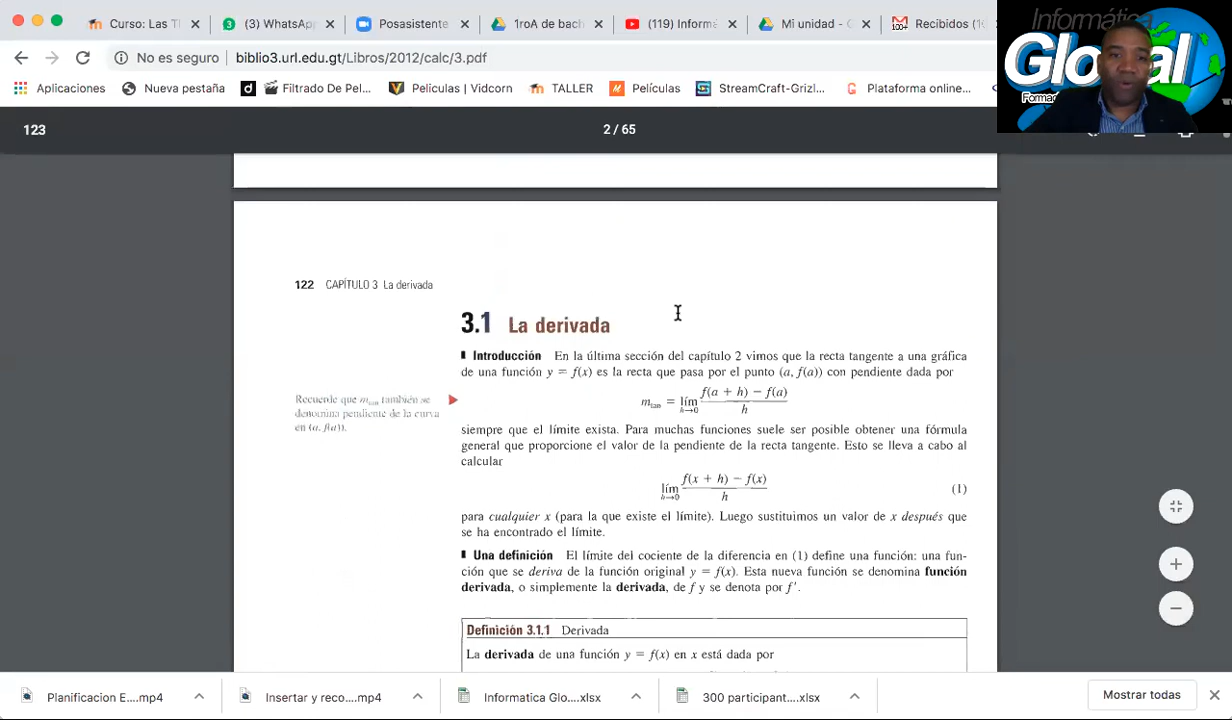 Curso: Las T
(3) WhatsAp
Posasistente
1roA de bach
(119) Informá
Mi unidad -
Recibidos (1
100+
3
Informática
Global
No es seguro
biblio3.url.edu.gt/Libros/2012/calc/3.pdf
Aplicaciones
Nueva pestaña
Filtrado De Pel...
Peliculas | Vidcorn
TALLER
Películas
StreamCraft-Grizl...
Plataforma online...
123
2 / 65
122 CAPÍTULO 3 La derivada
3.1 La derivada
Introducción En la última sección del capítulo 2 vimos que la recta tangente a una gráfica
de una función y = f(x) es la recta que pasa por el punto (a, f(a)) con pendiente dada por
Recuerde que m_tan también se
denomina pendiente de la curva
en (a, f(a)).
m_tan = lím_{h→0} (f(a + h) − f(a))/h
siempre que el límite exista. Para muchas funciones suele ser posible obtener una fórmula
general que proporcione el valor de la pendiente de la recta tangente. Esto se lleva a cabo al
calcular
lím_{h→0} (f(x + h) − f(x))/h (1)
para cualquier x (para la que existe el límite). Luego sustituimos un valor de x después que
se ha encontrado el límite.
Una definición El límite del cociente de la diferencia en (1) define una función: una fun-
ción que se deriva de la función original y = f(x). Esta nueva función se denomina función
derivada, o simplemente la derivada, de f y se denota por f′.
Definición 3.1.1 Derivada
La derivada de una función y = f(x) en x está dada por
Planificacion E....mp4
Insertar y reco....mp4
Informatica Glo....xlsx
300 participant....xlsx
Mostrar todas